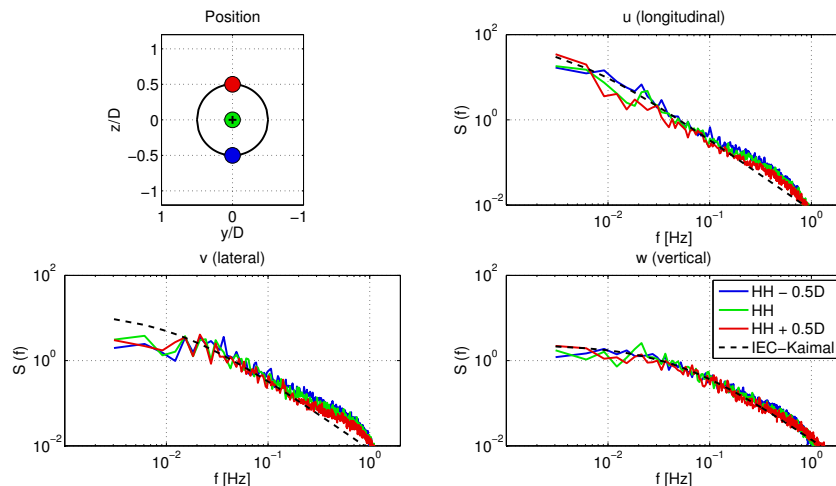 Position
z/D
1
0.5
0
−0.5
−1
1
0
−1
y/D
u (longitudinal)
S (f)
10^2
10^0
10^−2
10^−2
10^−1
10^0
f [Hz]
v (lateral)
S (f)
10^2
10^0
10^−2
10^−2
10^−1
10^0
f [Hz]
w (vertical)
S (f)
10^2
10^0
10^−2
10^−2
10^−1
10^0
f [Hz]
HH − 0.5D
HH
HH + 0.5D
IEC−Kaimal